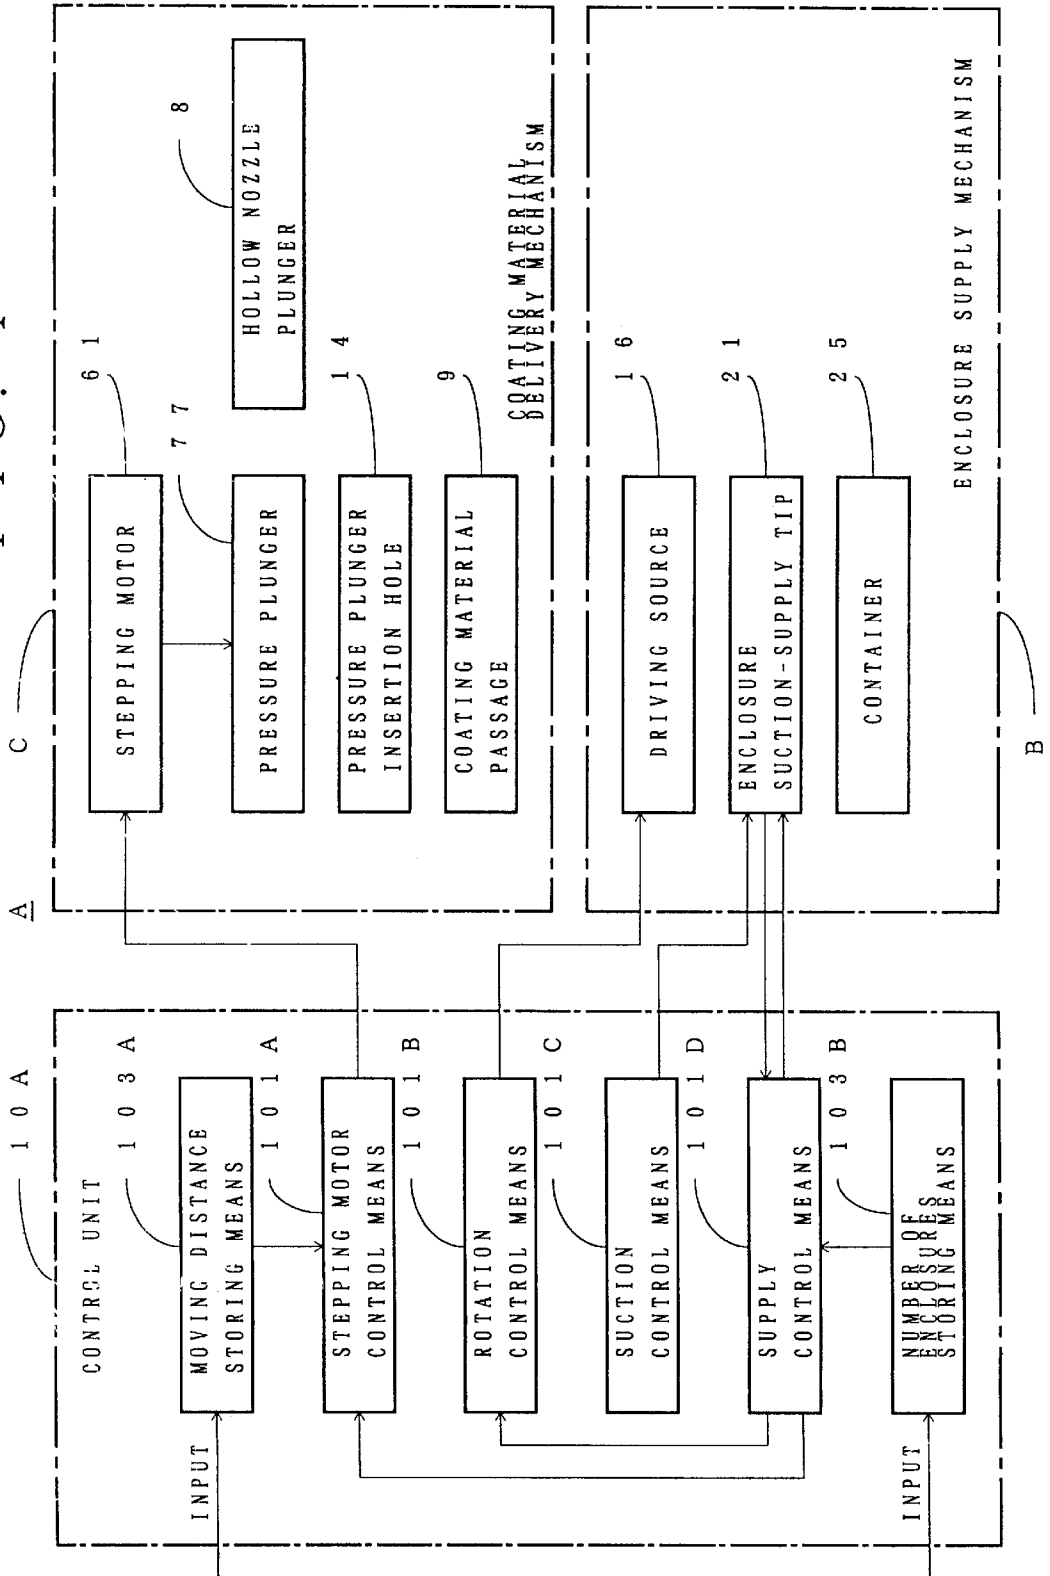 A
10A
CONTROL UNIT
INPUT
103A
MOVING DISTANCE
STORING MEANS
101A
STEPPING MOTOR
CONTROL MEANS
101B
ROTATION
CONTROL MEANS
101C
SUCTION
CONTROL MEANS
101D
SUPPLY
CONTROL MEANS
103B
NUMBER OF
ENCLOSURES
STORING MEANS
INPUT
C
61
STEPPING MOTOR
77
PRESSURE PLUNGER
8
HOLLOW NOZZLE
PLUNGER
14
PRESSURE PLUNGER
INSERTION HOLE
9
COATING MATERIAL
PASSAGE
COATING MATERIAL
DELIVERY MECHANISM
16
DRIVING SOURCE
21
ENCLOSURE
SUCTION-SUPPLY TIP
25
CONTAINER
ENCLOSURE SUPPLY MECHANISM
B